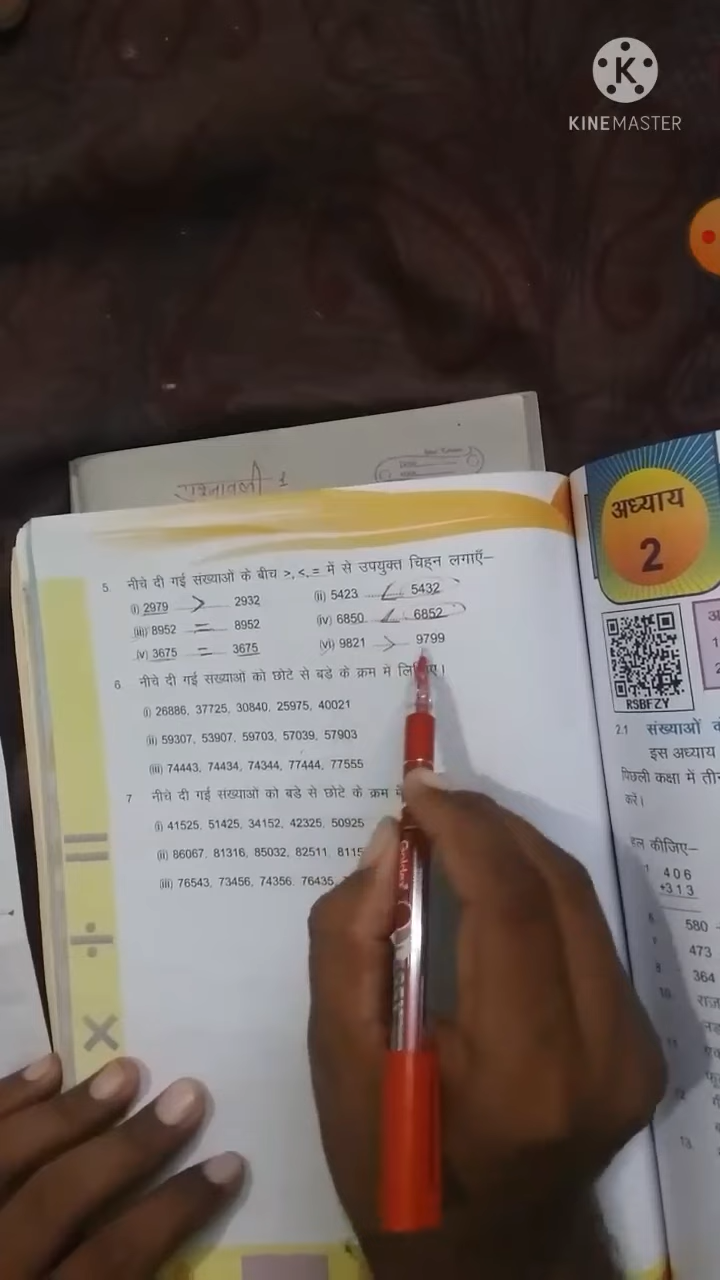 KINEMASTER
प्रश्नावली 1
5. नीचे दी गई संख्याओं के बीच >, <, = में से उपयुक्त चिह्न लगाएँ–
(i) 2979 > 2932 (ii) 5423 < 5432
(iii) 8952 = 8952 (iv) 6850 < 6852
(v) 3675 = 3675 (vi) 9821 > 9799
6 नीचे दी गई संख्याओं को छोटे से बड़े के क्रम में
(i) 26886, 37725, 30840, 25975, 40021
(ii) 59307, 53907, 59703, 57039, 57903
(iii) 74443, 74434, 74344, 77444, 77555
7 नीचे दी गई संख्याओं को बड़े से छोटे के क्रम
(i) 41525, 51425, 34152, 42325, 50925
(ii) 86067, 81316, 85032, 82511,
(iii) 76543, 73456, 74356, 76435,
= ÷ ×
अध्याय
2
RSBFZY
2.1 संख्याओं
इस अध्याय
पिछली कक्षा में
करें।
हल कीजिए–
406
+313
580
473
364
10
11
12
13